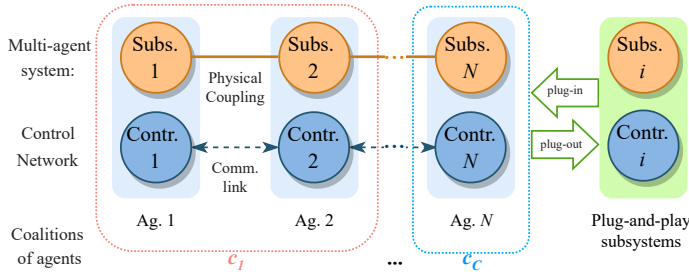 Multi-agent
system:
Subs.
1
Subs.
2
...
Subs.
N
Subs.
i
Physical
Coupling
plug-in
Control
Network
Contr.
1
Contr.
2
...
Contr.
N
plug-out
Contr.
i
Comm.
link
Ag. 1
Ag. 2
Ag. N
Plug-and-play
subsystems
Coalitions
of agents
c1
...
cC